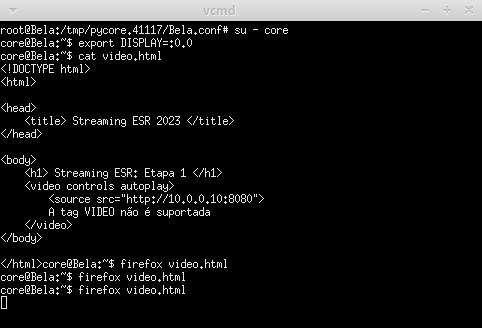 vcmd
root@Bela:/tmp/pycore.41117/Bela.conf# su - core
core@Bela:~$ export DISPLAY=:0.0
core@Bela:~$ cat video.html
<!DOCTYPE html>
<html>

<head>
    <title> Streaming ESR 2023 </title>
</head>

<body>
    <h1> Streaming ESR: Etapa 1 </h1>
    <video controls autoplay>
        <source src="http://10.0.0.10:8080">
        A tag VIDEO não é suportada
    </video>
</body>

</html>core@Bela:~$ firefox video.html
core@Bela:~$ firefox video.html
core@Bela:~$ firefox video.html